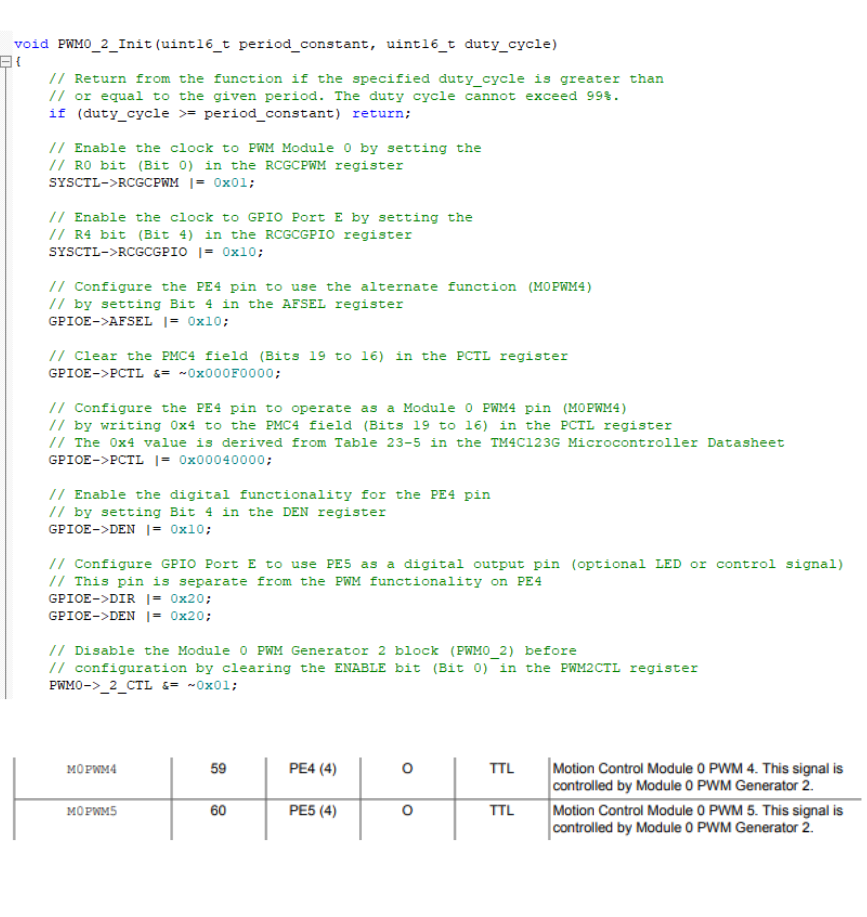 void PWM0_2_Init(uint16_t period_constant, uint16_t duty_cycle)
{
// Return from the function if the specified duty_cycle is greater than
// or equal to the given period. The duty cycle cannot exceed 99%.
if (duty_cycle >= period_constant) return;
// Enable the clock to PWM Module 0 by setting the
// R0 bit (Bit 0) in the RCGCPWM register
SYSCTL->RCGCPWM |= 0x01;
// Enable the clock to GPIO Port E by setting the
// R4 bit (Bit 4) in the RCGCGPIO register
SYSCTL->RCGCGPIO |= 0x10;
// Configure the PE4 pin to use the alternate function (M0PWM4)
// by setting Bit 4 in the AFSEL register
GPIOE->AFSEL |= 0x10;
// Clear the PMC4 field (Bits 19 to 16) in the PCTL register
GPIOE->PCTL &= ~0x000F0000;
// Configure the PE4 pin to operate as a Module 0 PWM4 pin (M0PWM4)
// by writing 0x4 to the PMC4 field (Bits 19 to 16) in the PCTL register
// The 0x4 value is derived from Table 23-5 in the TM4C123G Microcontroller Datasheet
GPIOE->PCTL |= 0x00040000;
// Enable the digital functionality for the PE4 pin
// by setting Bit 4 in the DEN register
GPIOE->DEN |= 0x10;
// Configure GPIO Port E to use PE5 as a digital output pin (optional LED or control signal)
// This pin is separate from the PWM functionality on PE4
GPIOE->DIR |= 0x20;
GPIOE->DEN |= 0x20;
// Disable the Module 0 PWM Generator 2 block (PWM0_2) before
// configuration by clearing the ENABLE bit (Bit 0) in the PWM2CTL register
PWM0->_2_CTL &= ~0x01;
M0PWM4 59 PE4 (4) O TTL Motion Control Module 0 PWM 4. This signal is
controlled by Module 0 PWM Generator 2.
M0PWM5 60 PE5 (4) O TTL Motion Control Module 0 PWM 5. This signal is
controlled by Module 0 PWM Generator 2.